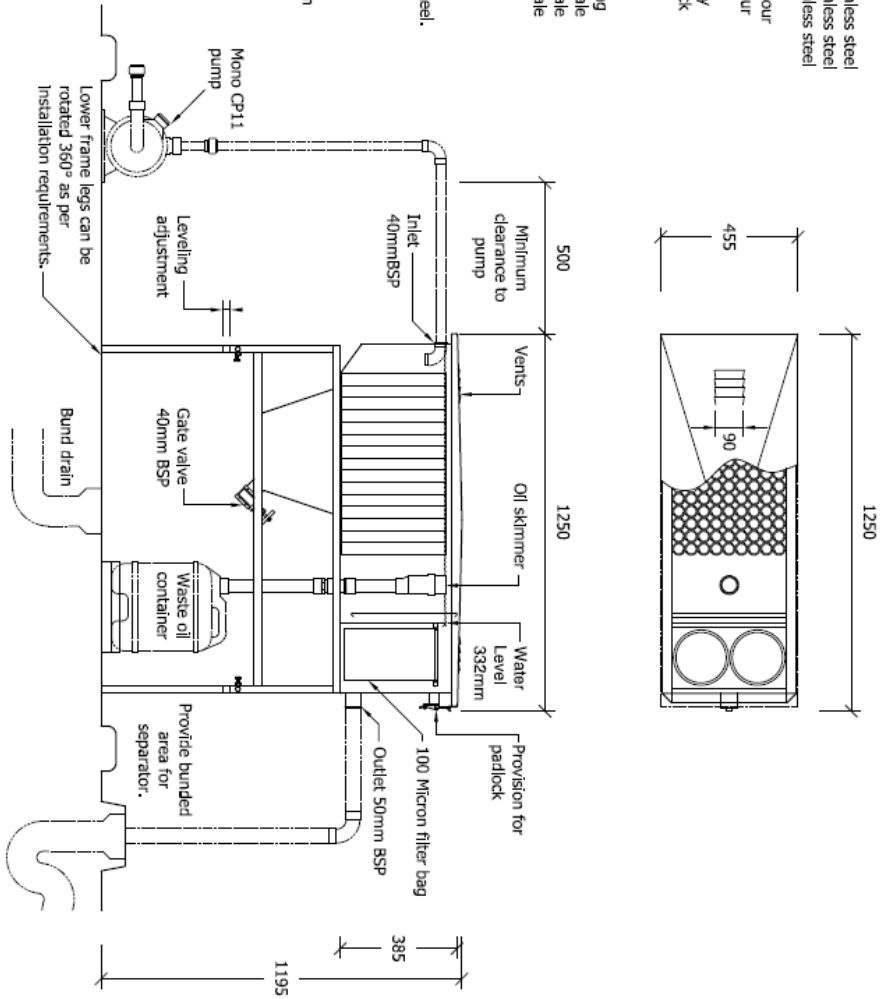 nless steel
nless steel
nless steel
our
ur
y
ck
g
ale
ale
ale
eel.
n
1250
455
90
500
1250
Minimum
clearance to
pump
Vents
Oil skimmer
Water
Level
332mm
Provision for
padlock
Inlet
40mmBSP
100 Micron filter bag
Outlet 50mm BSP
385
1195
Mono CP11
pump
Leveling
adjustment
Gate valve
40mm BSP
Waste oil
container
Provide bunded
area for
separator.
Lower frame legs can be
rotated 360° as per
installation requirements.
Bund drain